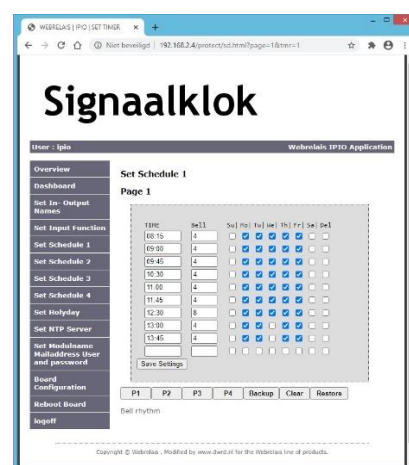 WEBRELAIS | IPIO | SET TIMER
Niet beveiligd | 192.168.2.4/protect/sd.html?page=1&tmr=1
Signaalklok
User : ipio
Webrelais IPIO Application
Overview
Dashboard
Set In- Output Names
Set Input Function
Set Schedule 1
Set Schedule 2
Set Schedule 3
Set Schedule 4
Set Holyday
Set NTP Server
Set Modulname
Mailaddress User
and password
Board
Configuration
Reboot Board
logoff
Set Schedule 1
Page 1
TIME Bell Su| Mo| Tu| We| Th| Fr| Sa| Del
08:15 4
09:00 4
09:45 4
10:30 4
11:00 4
11:45 4
12:30 8
13:00 4
13:45 4
Save Settings
P1 P2 P3 P4 Backup Clear Restore
Bell rhythm
Copyright © Webrelais . Modified by www.dwrd.nl for the Webrelais line of products.